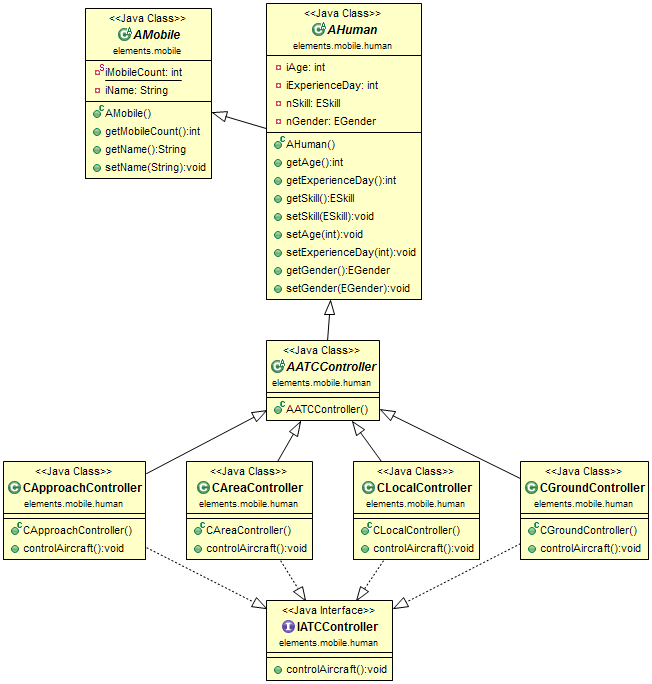 <<Java Class>>
AMobile
elements.mobile
iMobileCount: int
iName: String
AMobile()
getMobileCount():int
getName():String
setName(String):void
<<Java Class>>
AHuman
elements.mobile.human
iAge: int
iExperienceDay: int
nSkill: ESkill
nGender: EGender
AHuman()
getAge():int
getExperienceDay():int
getSkill():ESkill
setSkill(ESkill):void
setAge(int):void
setExperienceDay(int):void
getGender():EGender
setGender(EGender):void
<<Java Class>>
AATCController
elements.mobile.human
AATCController()
<<Java Class>>
CApproachController
elements.mobile.human
CApproachController()
controlAircraft():void
<<Java Class>>
CAreaController
elements.mobile.human
CAreaController()
controlAircraft():void
<<Java Class>>
CLocalController
elements.mobile.human
CLocalController()
controlAircraft():void
<<Java Class>>
CGroundController
elements.mobile.human
CGroundController()
controlAircraft():void
<<Java Interface>>
IATCController
elements.mobile.human
controlAircraft():void